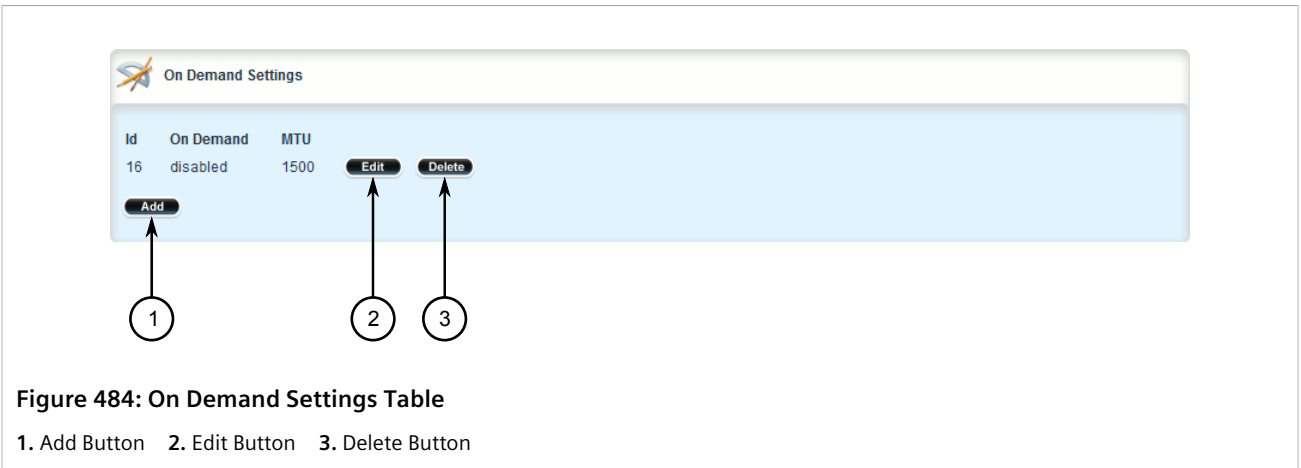 On Demand Settings
Id On Demand MTU
16 disabled 1500 Edit Delete
Add
1 2 3
Figure 484: On Demand Settings Table
1. Add Button 2. Edit Button 3. Delete Button